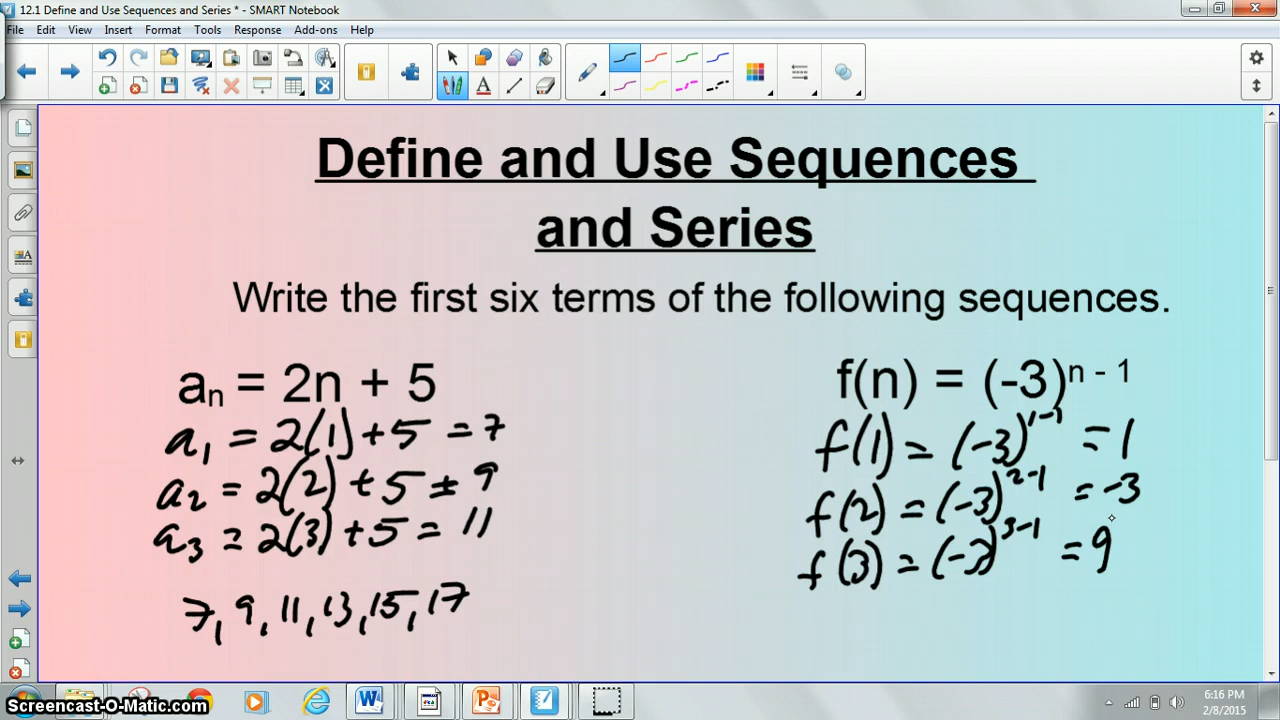 12.1 Define and Use Sequences and Series * - SMART Notebook
File Edit View Insert Format Tools Response Add-ons Help
Define and Use Sequences
and Series
Write the first six terms of the following sequences.
aₙ = 2n + 5
a₁ = 2(1) + 5 = 7
a₂ = 2(2) + 5 = 9
a₃ = 2(3) + 5 = 11
7, 9, 11, 13, 15, 17
f(n) = (-3)ⁿ ⁻ ¹
f(1) = (-3)¹⁻¹ = 1
f(2) = (-3)²⁻¹ = -3
f(3) = (-3)³⁻¹ = 9
Screencast-O-Matic.com
6:16 PM
2/8/2015